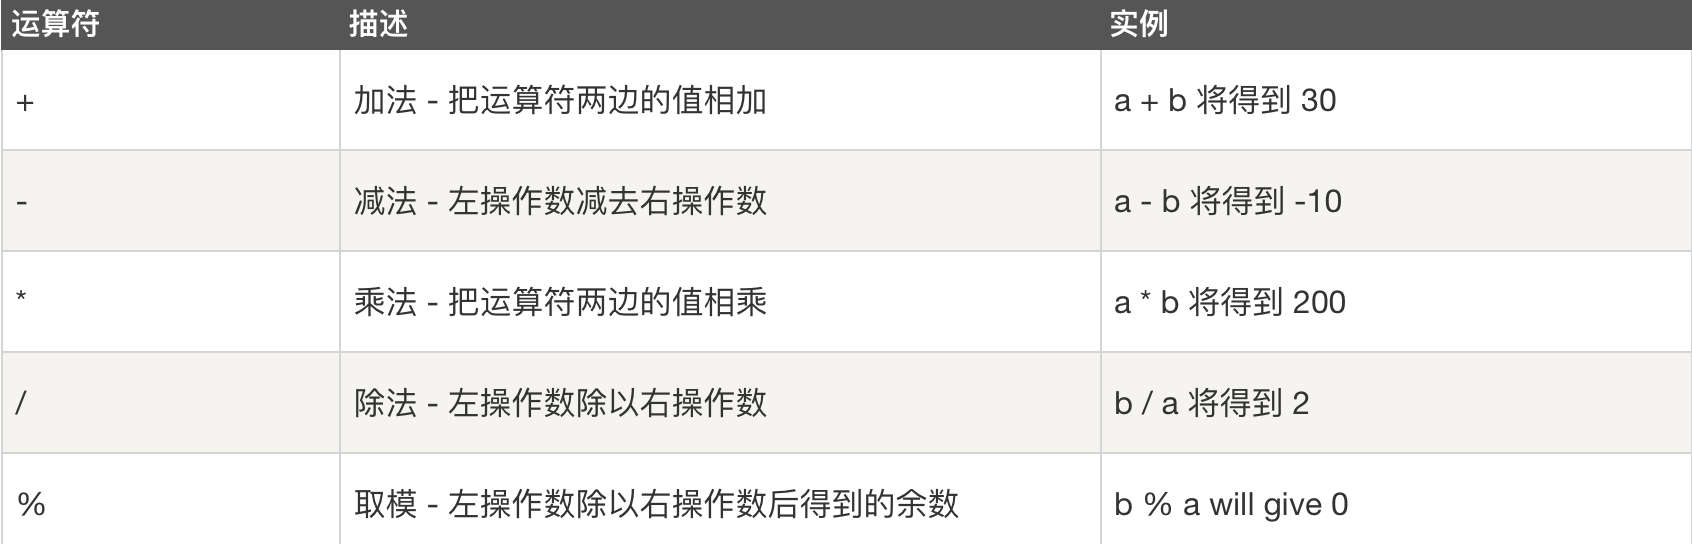 运算符 描述 实例
+ 加法 - 把运算符两边的值相加 a + b 将得到 30
- 减法 - 左操作数减去右操作数 a - b 将得到 -10
* 乘法 - 把运算符两边的值相乘 a * b 将得到 200
/ 除法 - 左操作数除以右操作数 b / a 将得到 2
% 取模 - 左操作数除以右操作数后得到的余数 b % a will give 0